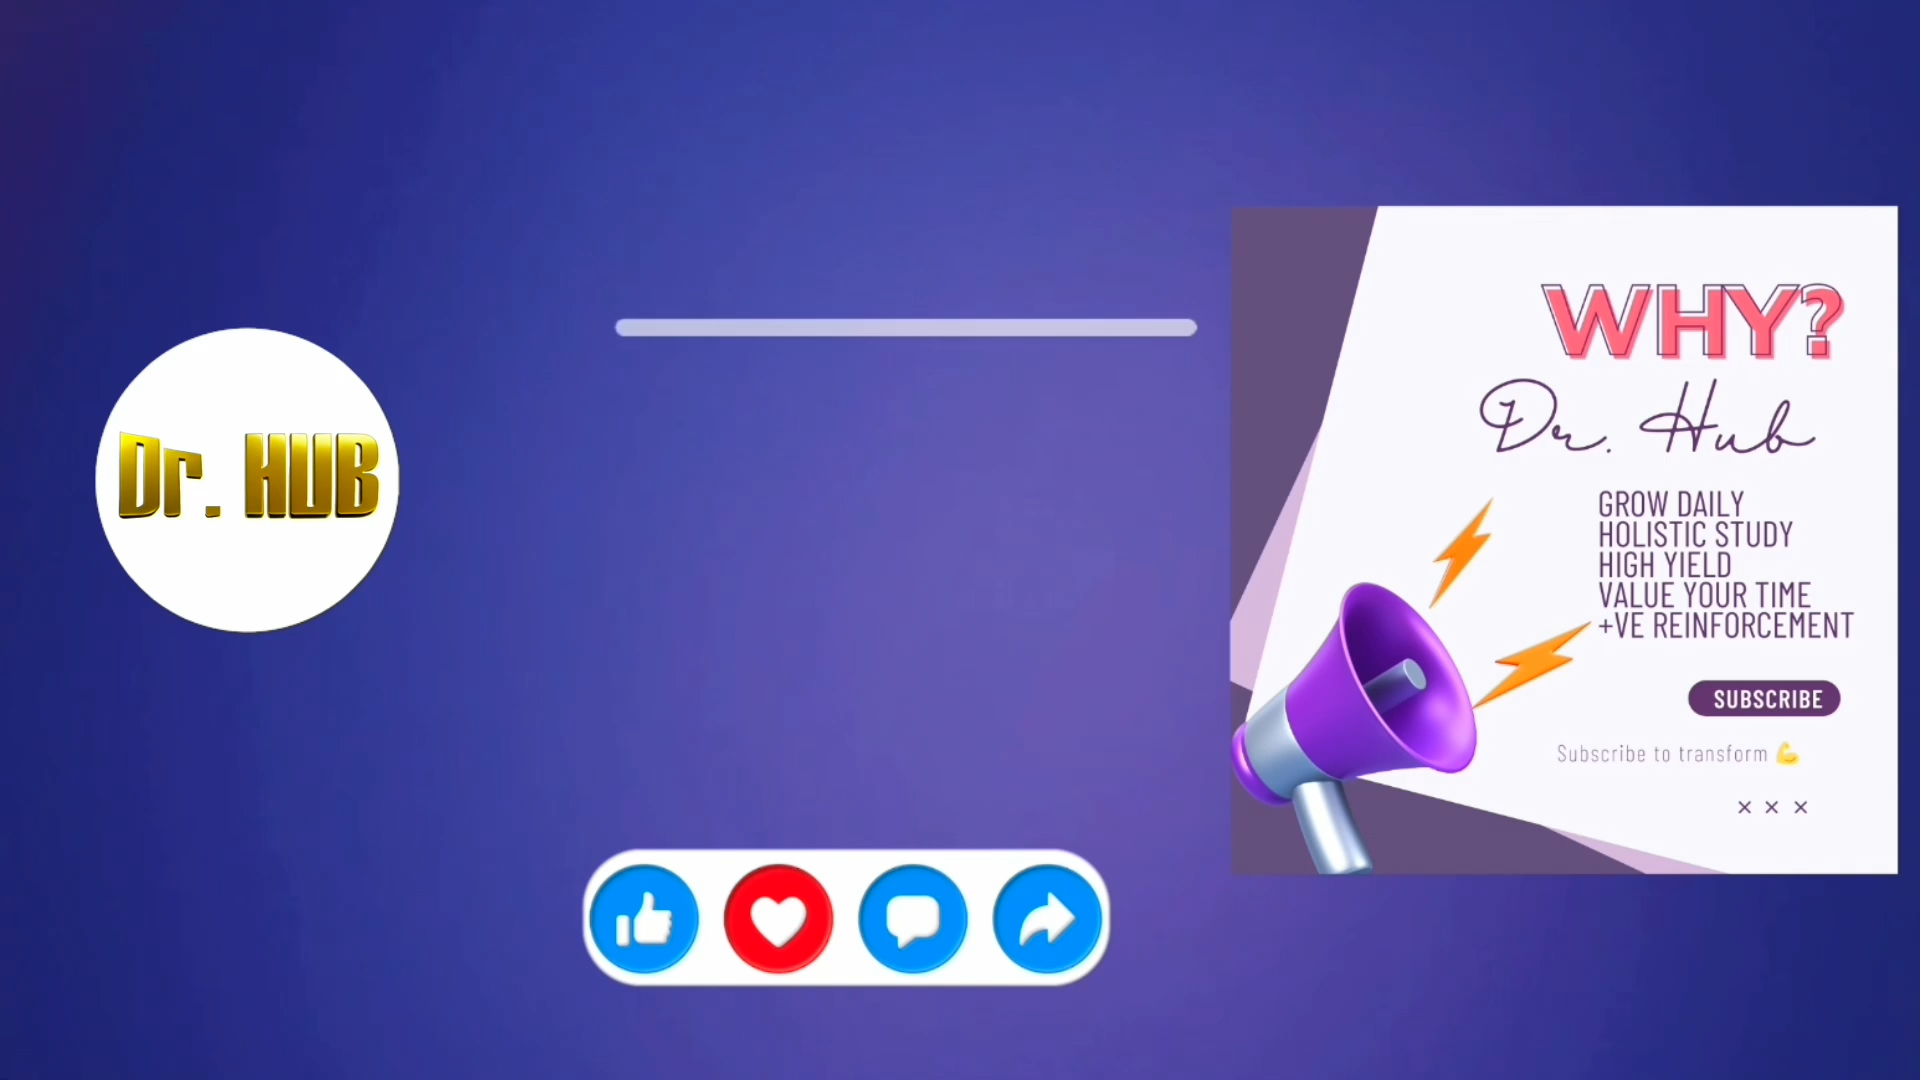 Dr. HUB
WHY?
Dr. Hub
GROW DAILY
HOLISTIC STUDY
HIGH YIELD
VALUE YOUR TIME
+VE REINFORCEMENT
SUBSCRIBE
Subscribe to transform 💪